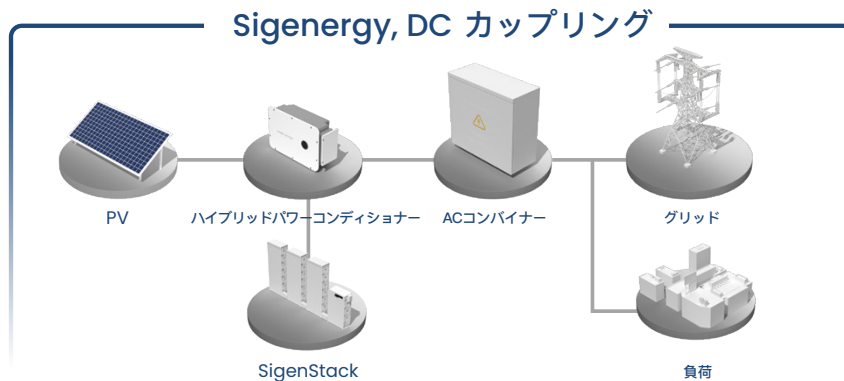 Sigenergy, DC カップリング
PV
ハイブリッドパワーコンディショナー
ACコンバイナー
グリッド
SigenStack
負荷